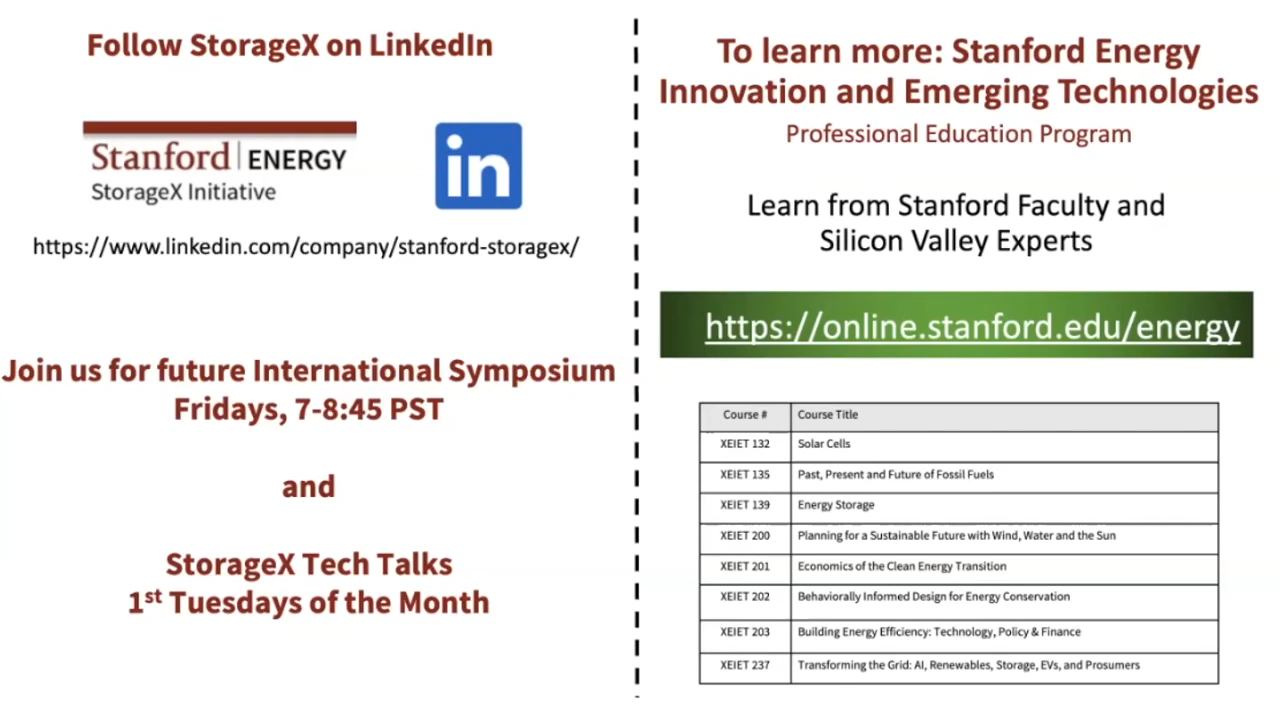 Follow StorageX on LinkedIn
Stanford | ENERGY
StorageX Initiative
in
https://www.linkedin.com/company/stanford-storagex/
Join us for future International Symposium
Fridays, 7-8:45 PST
and
StorageX Tech Talks
1st Tuesdays of the Month
To learn more: Stanford Energy
Innovation and Emerging Technologies
Professional Education Program
Learn from Stanford Faculty and
Silicon Valley Experts
https://online.stanford.edu/energy
Course # Course Title
XEIET 132 Solar Cells
XEIET 135 Past, Present and Future of Fossil Fuels
XEIET 139 Energy Storage
XEIET 200 Planning for a Sustainable Future with Wind, Water and the Sun
XEIET 201 Economics of the Clean Energy Transition
XEIET 202 Behaviorally Informed Design for Energy Conservation
XEIET 203 Building Energy Efficiency: Technology, Policy & Finance
XEIET 237 Transforming the Grid: AI, Renewables, Storage, EVs, and Prosumers